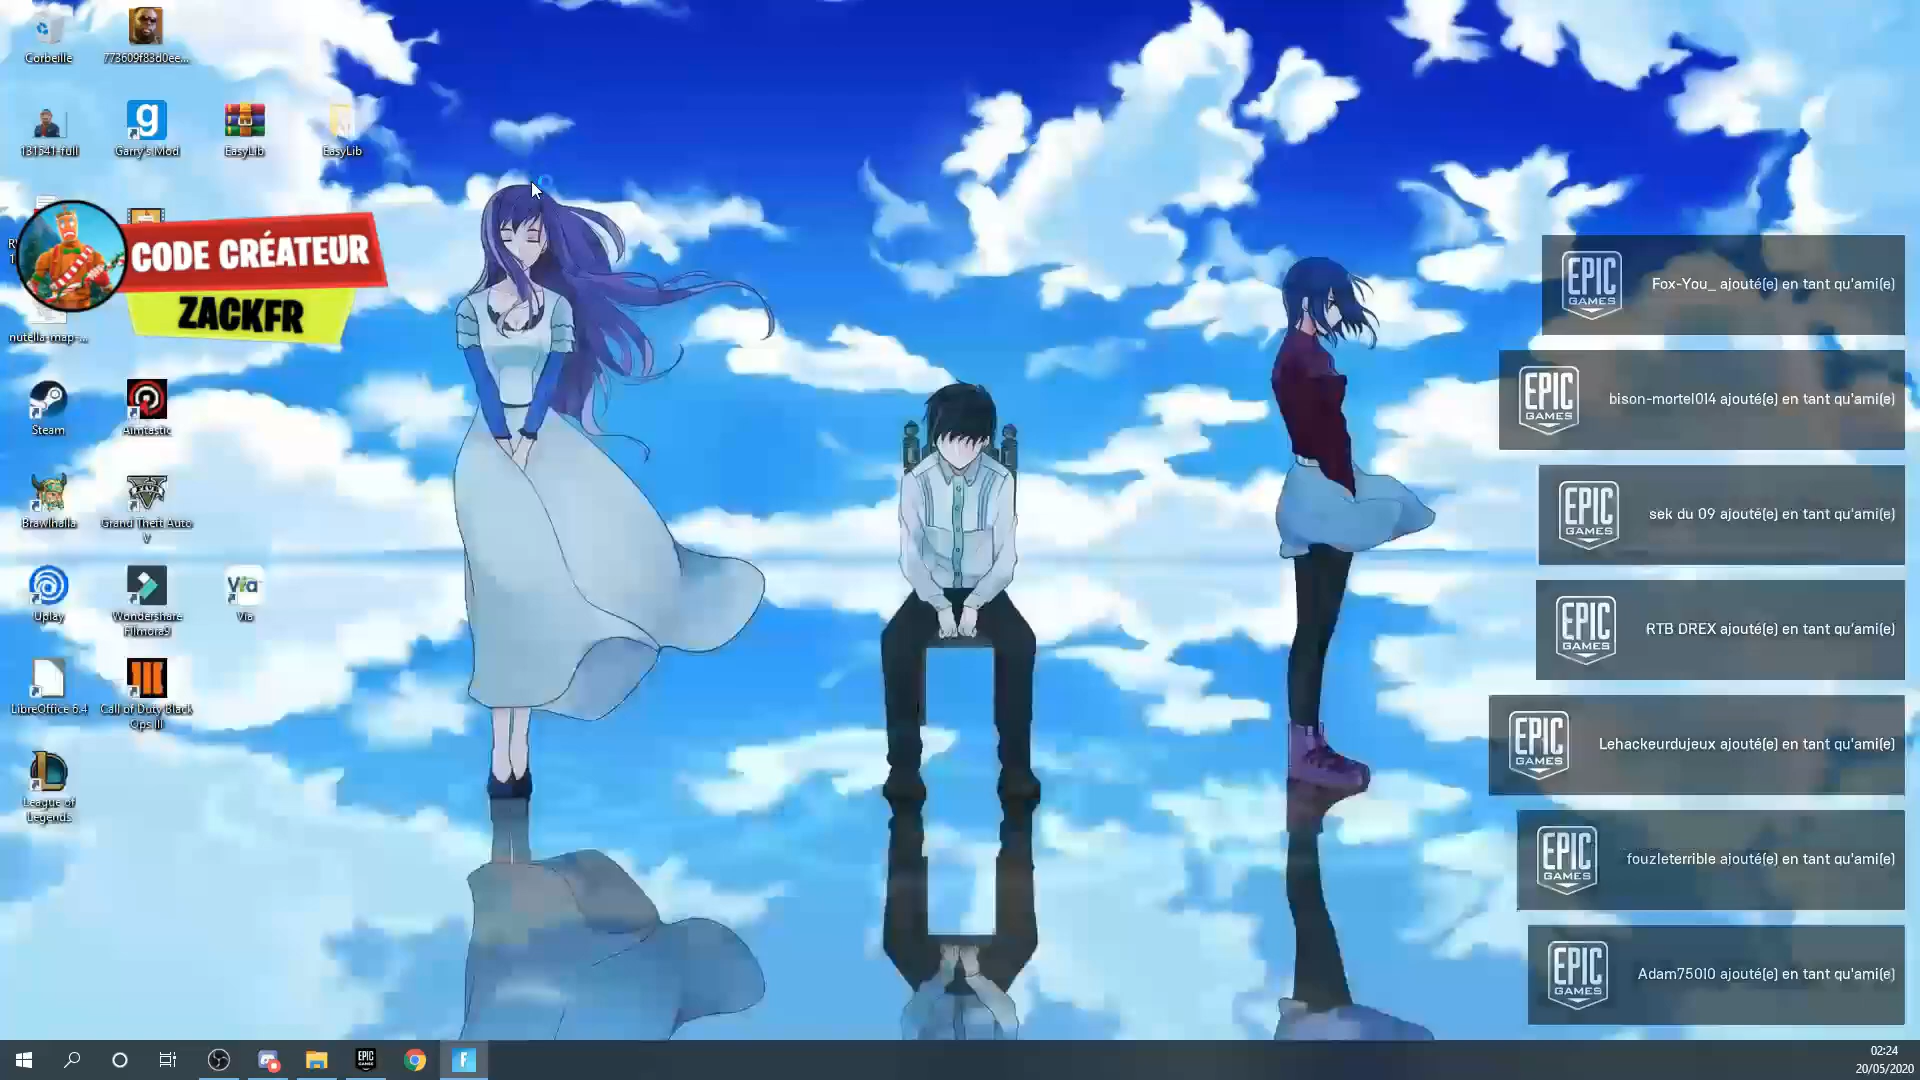 Corbeille
773609f83d0ee...
131541-full
Garry's Mod
EasyLib
EasyLib
CODE CRÉATEUR
ZACKFR
nutella-map-...
Steam
Aimtastic
Brawlhalla
Grand Theft Auto
V
Uplay
Wondershare
Filmora9
Via
Via
LibreOffice 6.4
Call of Duty Black
Ops III
League of
Legends
EPIC
GAMES
Fox-You_ ajouté(e) en tant qu'ami(e)
EPIC
GAMES
bison-mortel014 ajouté(e) en tant qu'ami(e)
EPIC
GAMES
sek du 09 ajouté(e) en tant qu'ami(e)
EPIC
GAMES
RTB DREX ajouté(e) en tant qu'ami(e)
EPIC
GAMES
Lehackeurdujeux ajouté(e) en tant qu'ami(e)
EPIC
GAMES
fouzleterrible ajouté(e) en tant qu'ami(e)
EPIC
GAMES
Adam75010 ajouté(e) en tant qu'ami(e)
EPIC
GAMES
F
02:24
20/05/2020